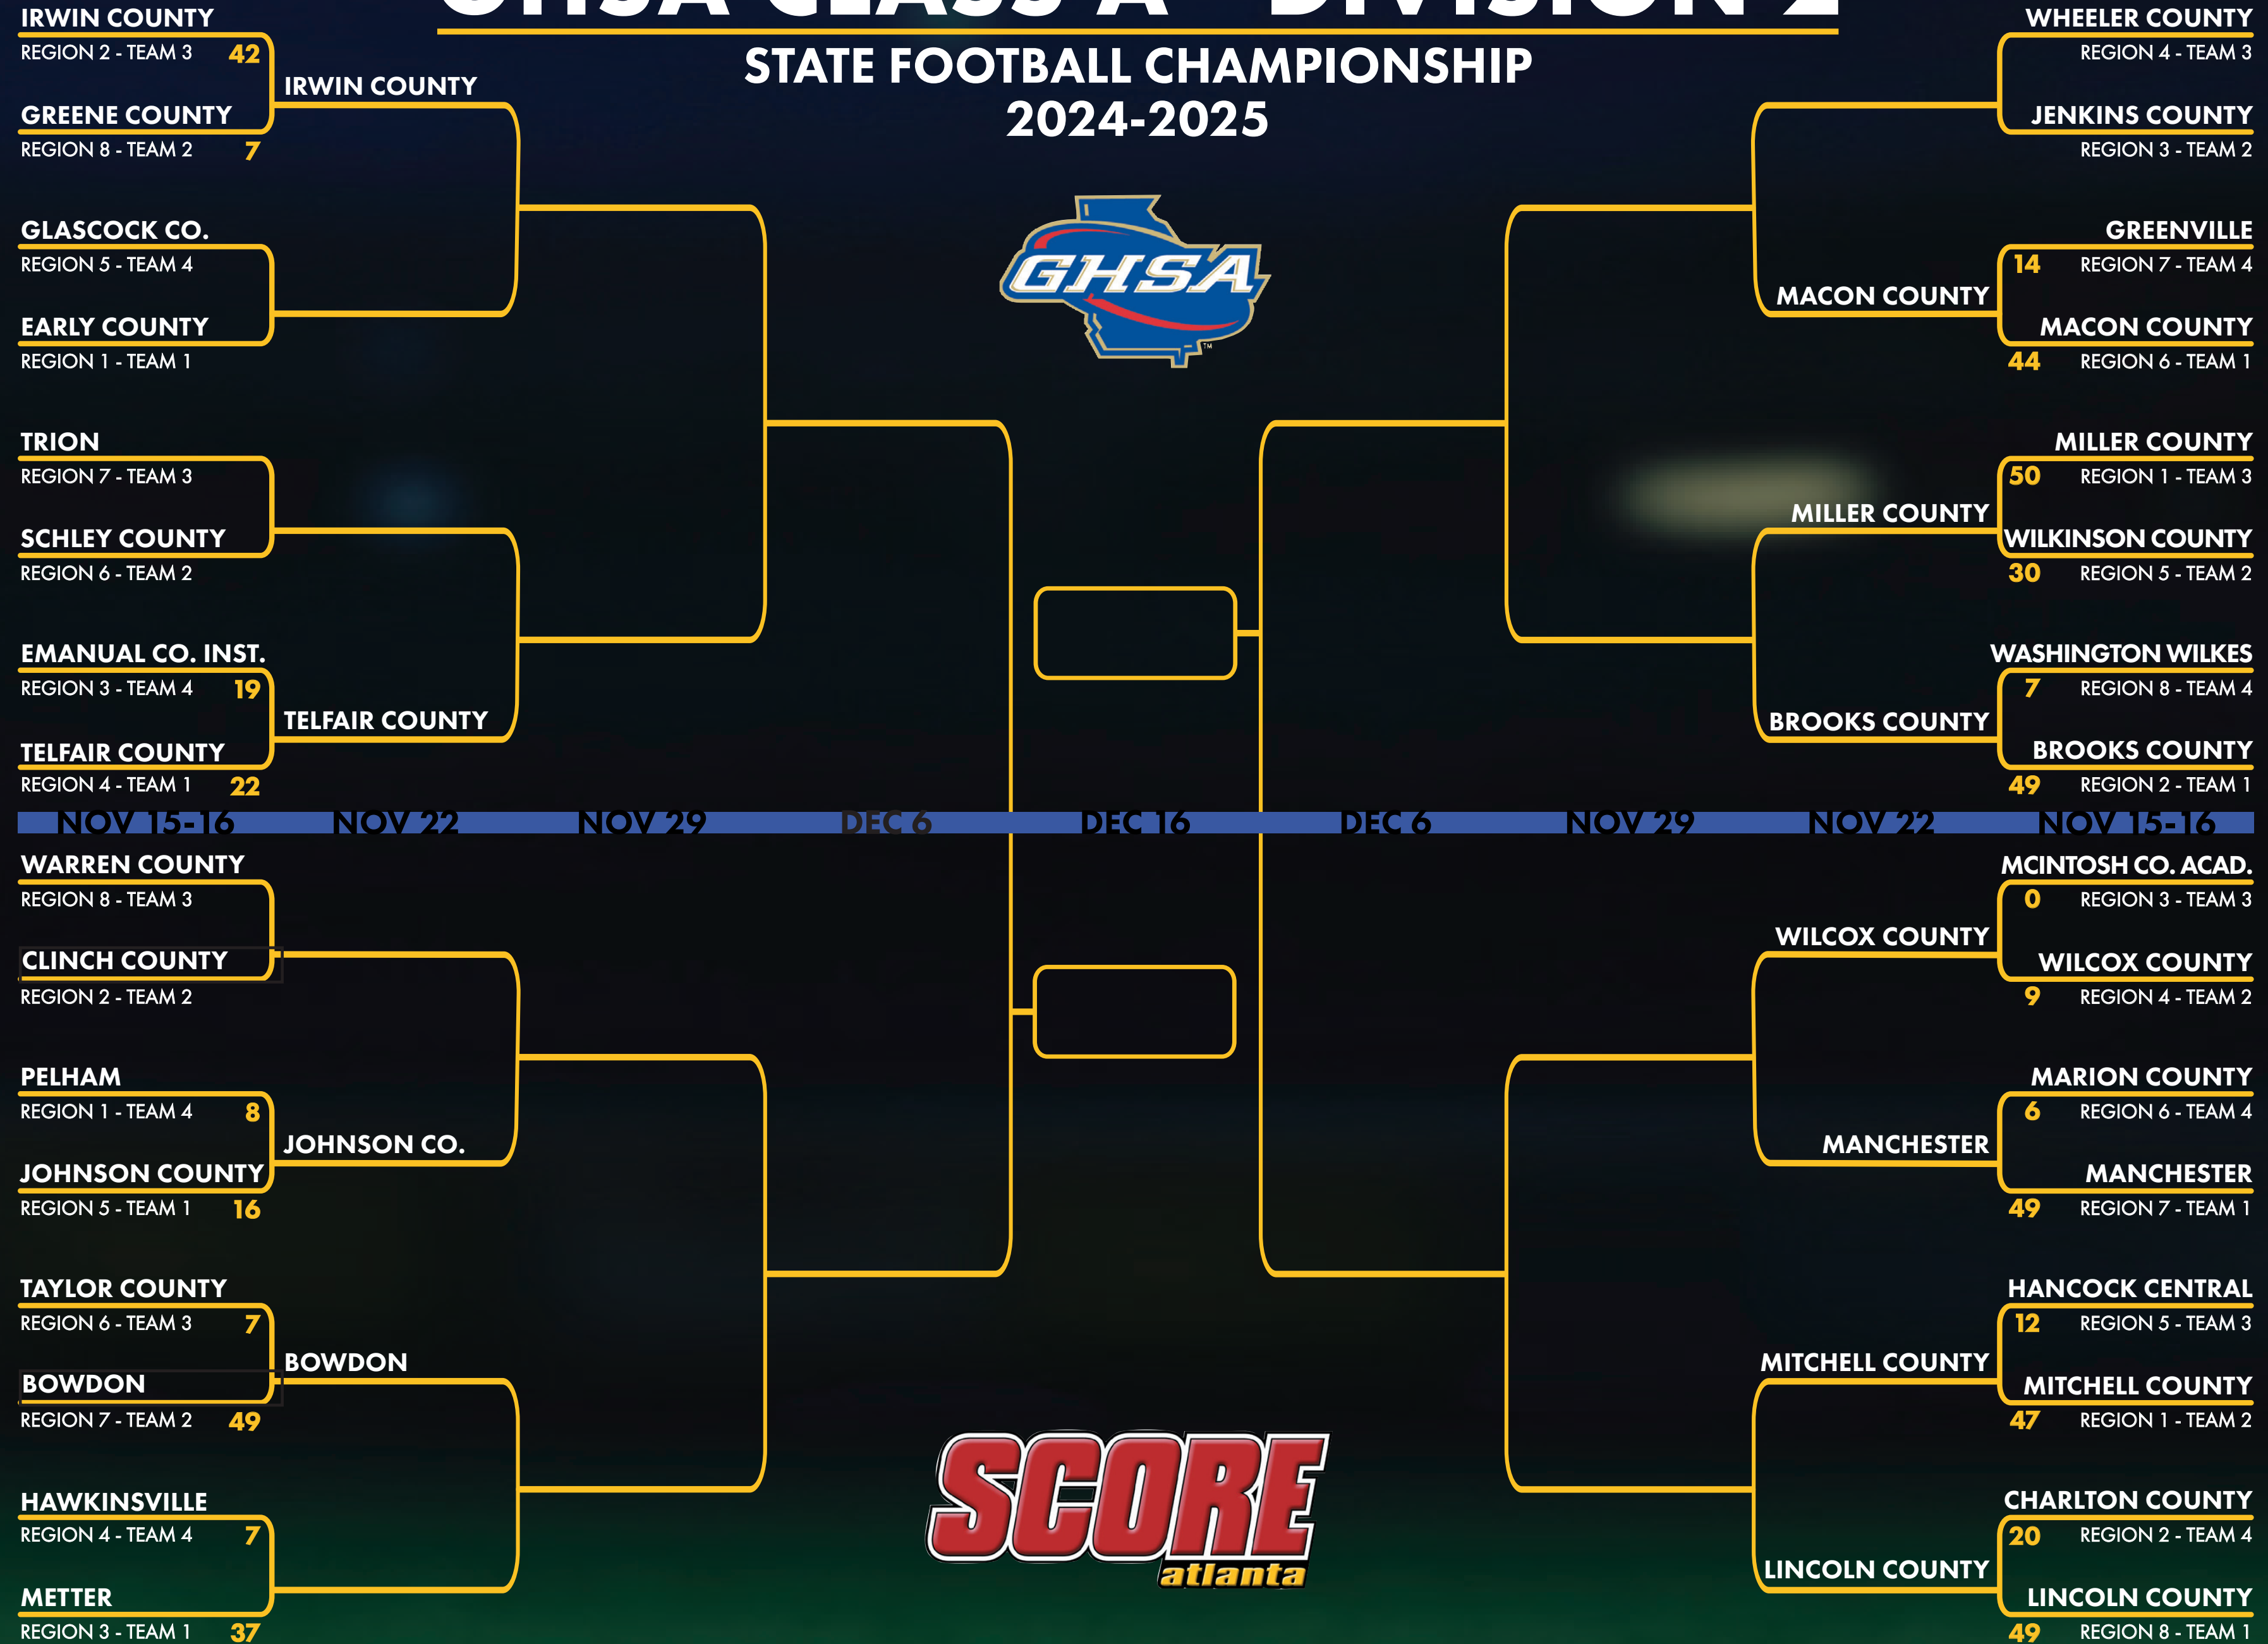 GHSA CLASS A - DIVISION 2
STATE FOOTBALL CHAMPIONSHIP
2024-2025
IRWIN COUNTY
REGION 2 - TEAM 3 42
IRWIN COUNTY
GREENE COUNTY
REGION 8 - TEAM 2 7
GLASCOCK CO.
REGION 5 - TEAM 4
EARLY COUNTY
REGION 1 - TEAM 1
TRION
REGION 7 - TEAM 3
SCHLEY COUNTY
REGION 6 - TEAM 2
EMANUAL CO. INST.
REGION 3 - TEAM 4 19
TELFAIR COUNTY
TELFAIR COUNTY
REGION 4 - TEAM 1 22
GHSA
TM
WHEELER COUNTY
REGION 4 - TEAM 3
JENKINS COUNTY
REGION 3 - TEAM 2
GREENVILLE
14 REGION 7 - TEAM 4
MACON COUNTY
MACON COUNTY
44 REGION 6 - TEAM 1
MILLER COUNTY
50 REGION 1 - TEAM 3
MILLER COUNTY
WILKINSON COUNTY
30 REGION 5 - TEAM 2
WASHINGTON WILKES
7 REGION 8 - TEAM 4
BROOKS COUNTY
BROOKS COUNTY
49 REGION 2 - TEAM 1
NOV 15-16 NOV 22 NOV 29 DEC 6 DEC 16 DEC 6 NOV 29 NOV 22 NOV 15-16
WARREN COUNTY
REGION 8 - TEAM 3
CLINCH COUNTY
REGION 2 - TEAM 2
PELHAM
REGION 1 - TEAM 4 8
JOHNSON CO.
JOHNSON COUNTY
REGION 5 - TEAM 1 16
TAYLOR COUNTY
REGION 6 - TEAM 3 7
BOWDON
BOWDON
REGION 7 - TEAM 2 49
HAWKINSVILLE
REGION 4 - TEAM 4 7
METTER
REGION 3 - TEAM 1 37
SCORE
atlanta
MCINTOSH CO. ACAD.
0 REGION 3 - TEAM 3
WILCOX COUNTY
WILCOX COUNTY
9 REGION 4 - TEAM 2
MARION COUNTY
6 REGION 6 - TEAM 4
MANCHESTER
MANCHESTER
49 REGION 7 - TEAM 1
HANCOCK CENTRAL
12 REGION 5 - TEAM 3
MITCHELL COUNTY
MITCHELL COUNTY
47 REGION 1 - TEAM 2
CHARLTON COUNTY
20 REGION 2 - TEAM 4
LINCOLN COUNTY
LINCOLN COUNTY
49 REGION 8 - TEAM 1